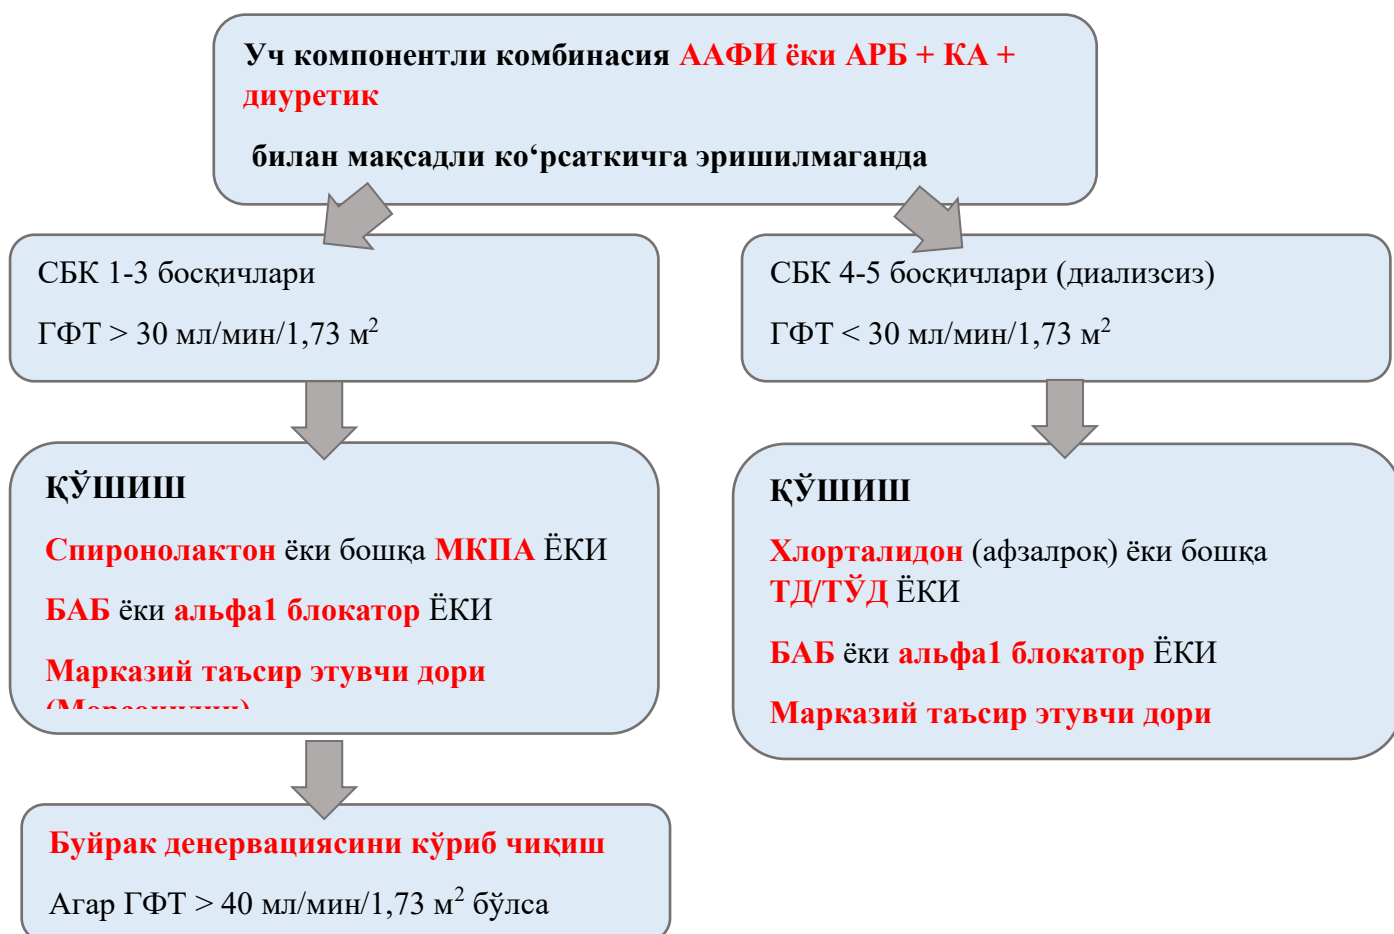 Уч компонентли комбинасия ААФИ ёки АРБ + КА +
диуретик
билан мақсадли ко‘рсаткичга эришилмаганда
СБК 1-3 босқичлари
ГФТ > 30 мл/мин/1,73 м²
СБК 4-5 босқичлари (диализсиз)
ГФТ < 30 мл/мин/1,73 м²
ҚЎШИШ
Спиронолактон ёки бошқа МКПА ЁКИ
БАБ ёки альфа1 блокатор ЁКИ
Марказий таъсир этувчи дори
ҚЎШИШ
Хлорталидон (афзалроқ) ёки бошқа
ТД/ТЎД ЁКИ
БАБ ёки альфа1 блокатор ЁКИ
Марказий таъсир этувчи дори
Буйрак денервациясини кўриб чиқиш
Агар ГФТ > 40 мл/мин/1,73 м² бўлса